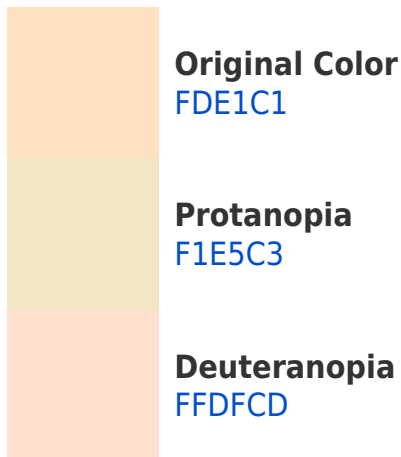 Original Color
FDE1C1
Protanopia
F1E5C3
Deuteranopia
FFDFCD